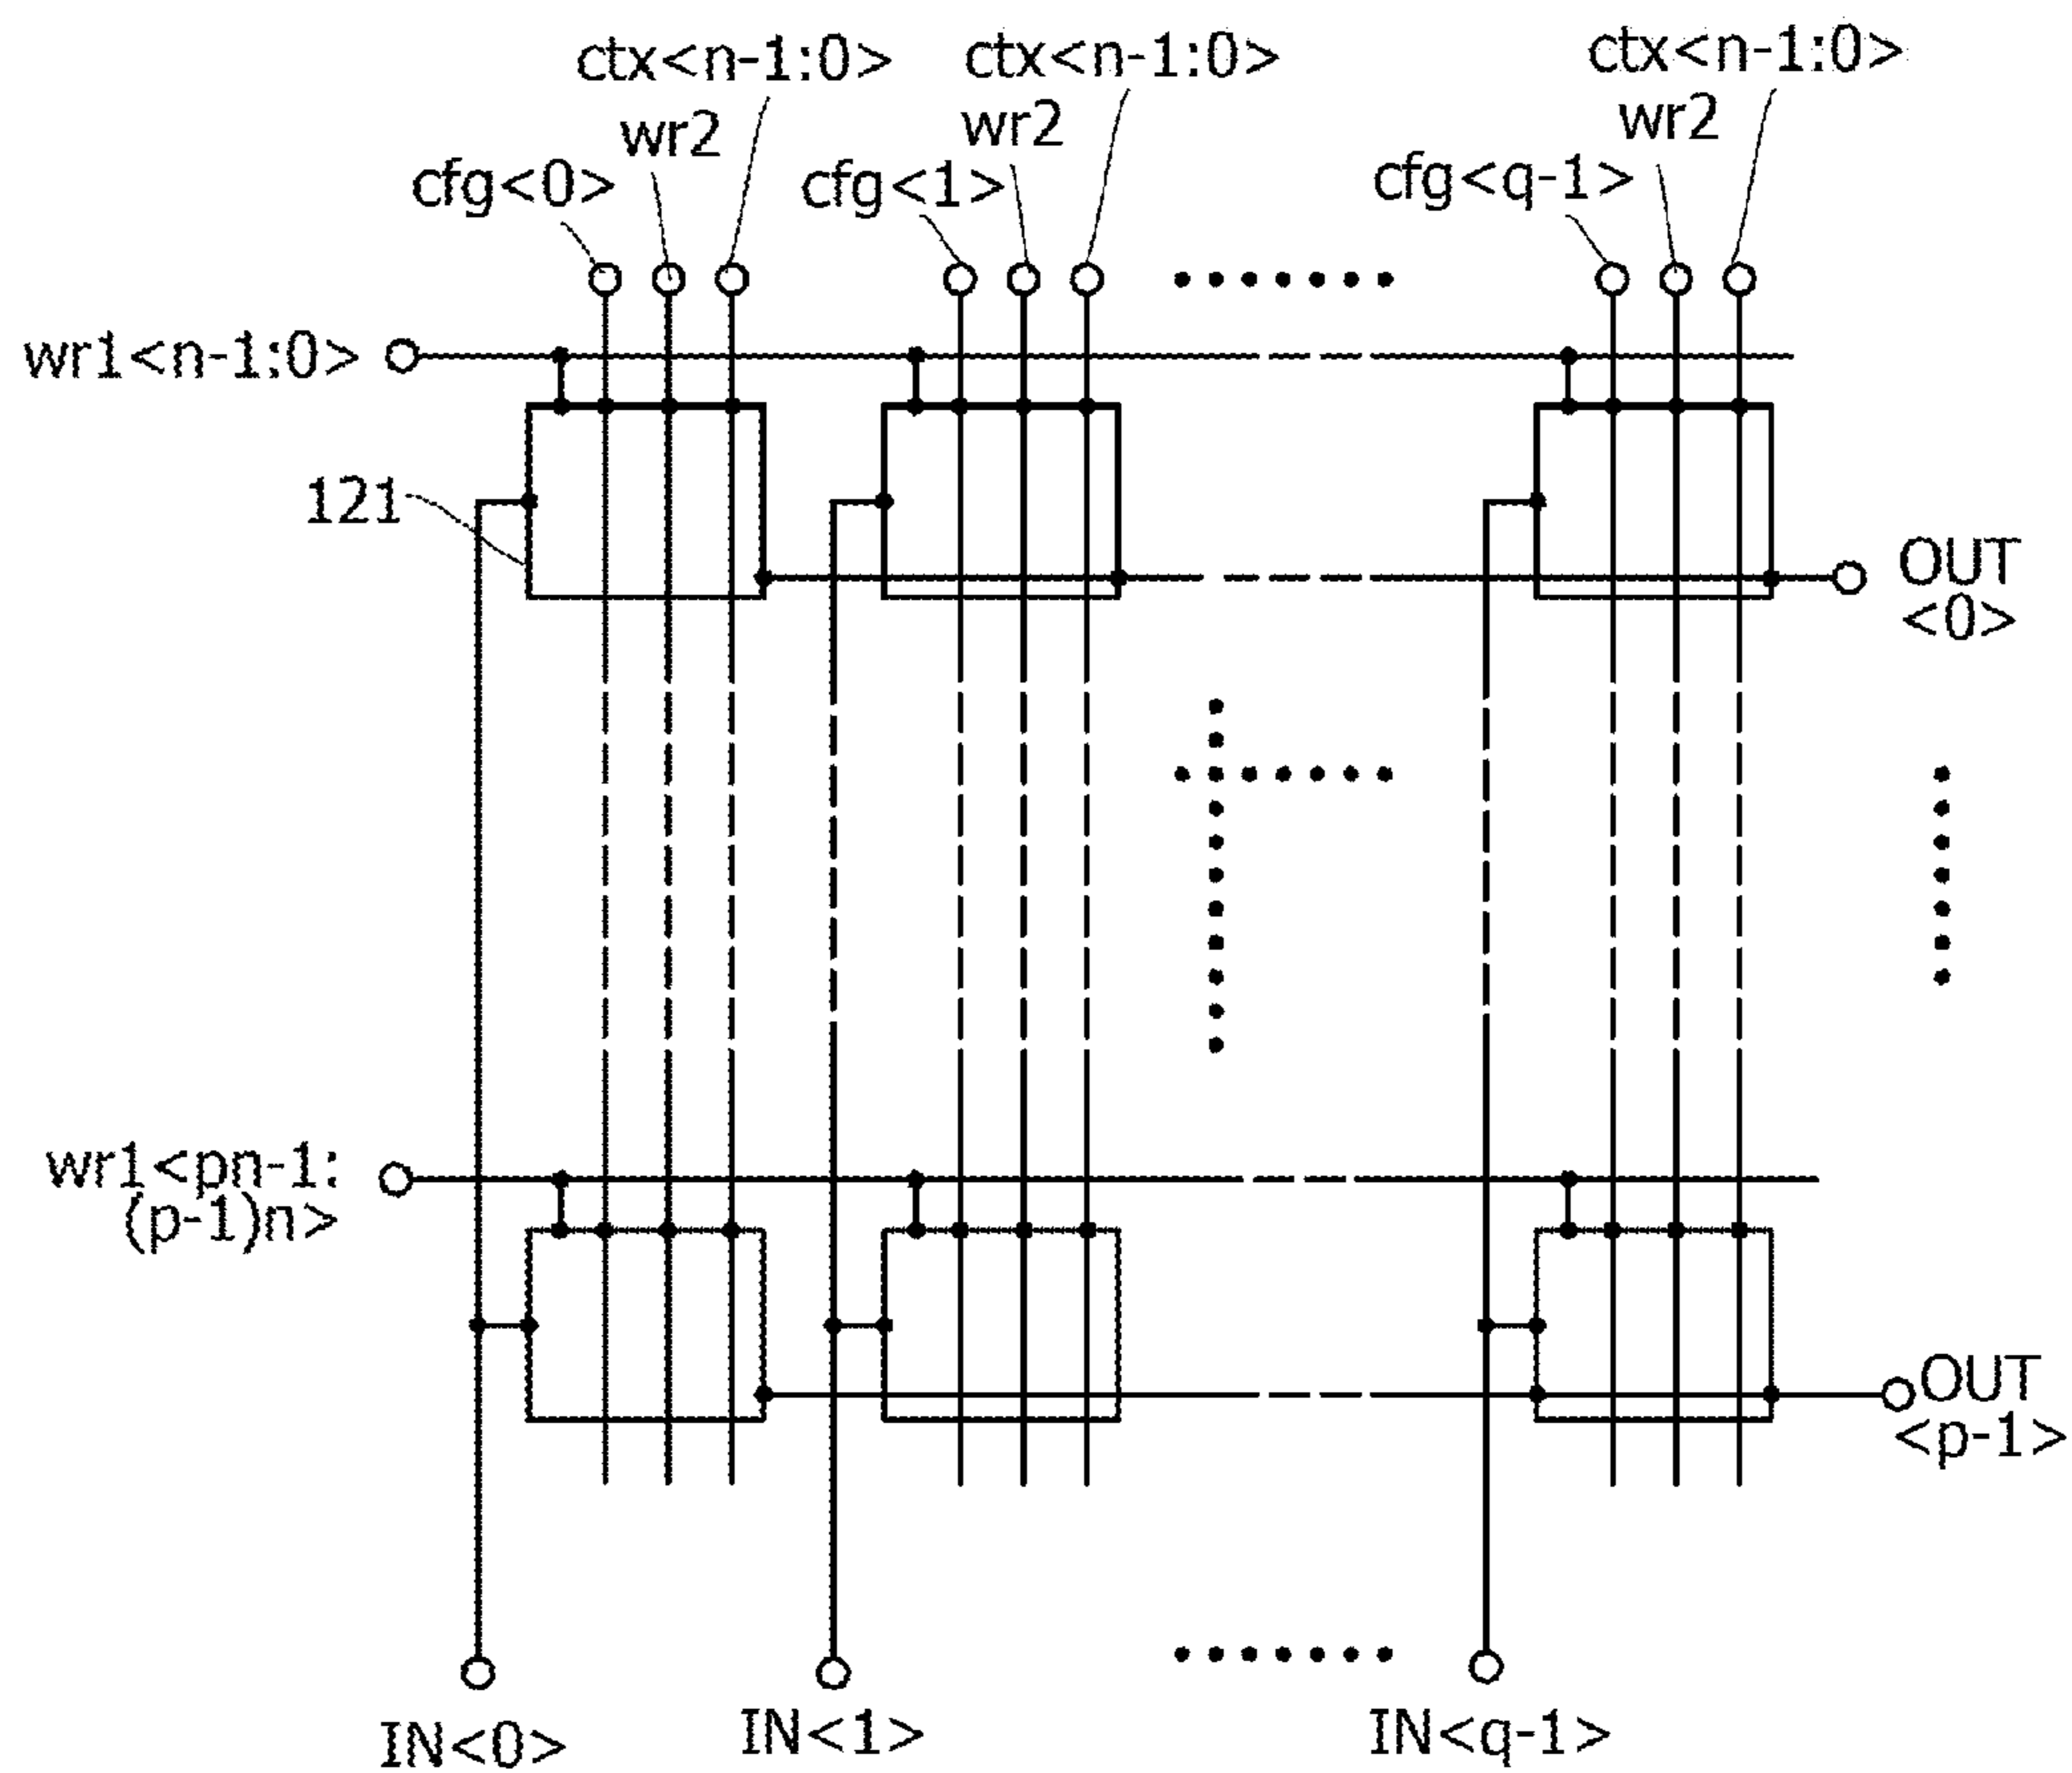 ctx<n-1:0>
wr2
cfg<0>
ctx<n-1:0>
wr2
cfg<1>
ctx<n-1:0>
wr2
cfg<q-1>
wr1<n-1:0>
121
OUT
<0>
wr1<pn-1:
(p-1)n>
OUT
<p-1>
IN<0>
IN<1>
IN<q-1>